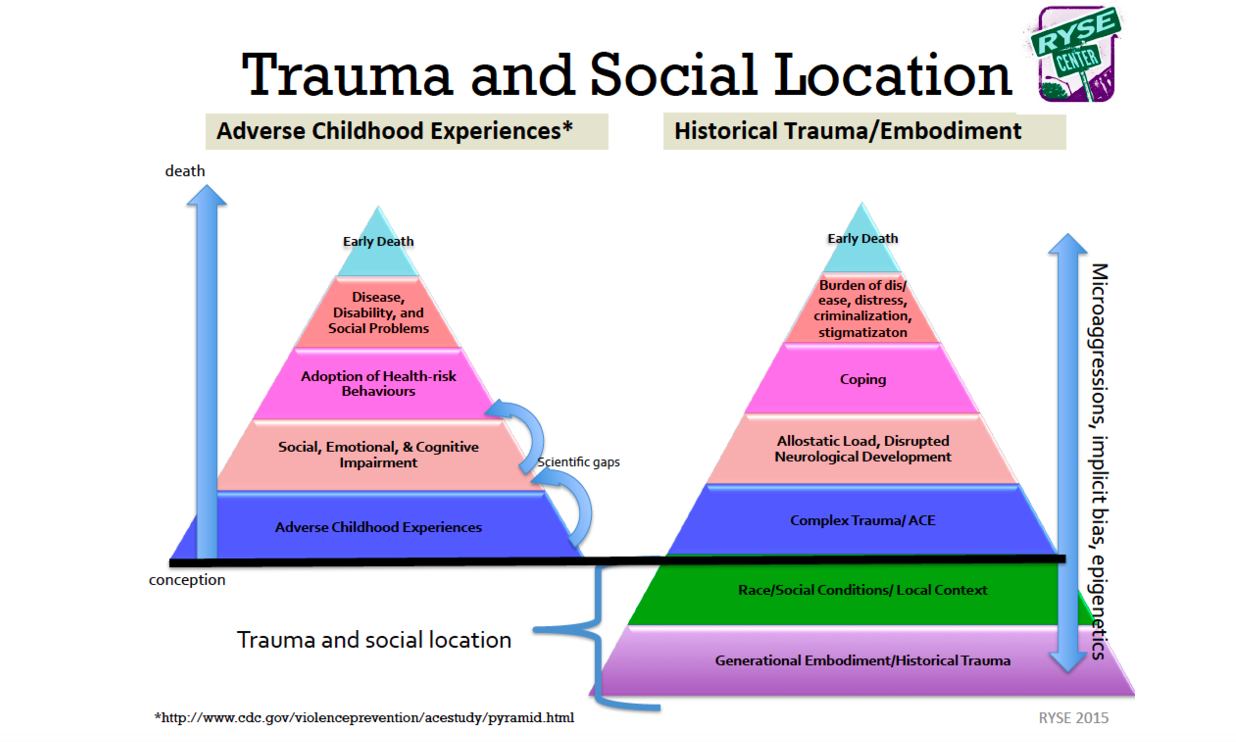 Trauma and Social Location
RYSE
CENTER
Adverse Childhood Experiences*
Historical Trauma/Embodiment
death
Early Death
Disease,
Disability, and
Social Problems
Adoption of Health-risk
Behaviours
Social, Emotional, & Cognitive
Impairment
Scientific gaps
Adverse Childhood Experiences
conception
Early Death
Burden of dis/
ease, distress,
criminalization,
stigmatizaton
Coping
Allostatic Load, Disrupted
Neurological Development
Complex Trauma/ ACE
Race/Social Conditions/ Local Context
Generational Embodiment/Historical Trauma
Microaggressions, implicit bias, epigenetics
Trauma and social location
*http://www.cdc.gov/violenceprevention/acestudy/pyramid.html
RYSE 2015